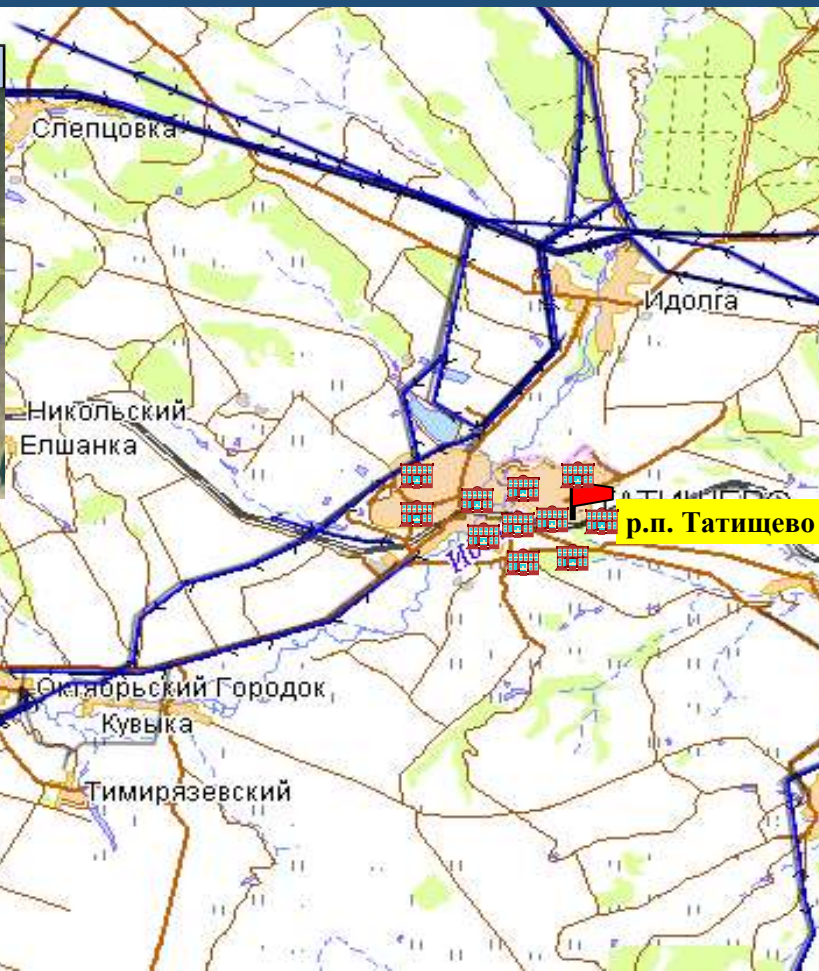 Слепцовка
Идолга
Никольский
Елшанка
р.п. Татищево
Октябрьский Городок
Кувыка
Тимирязевский